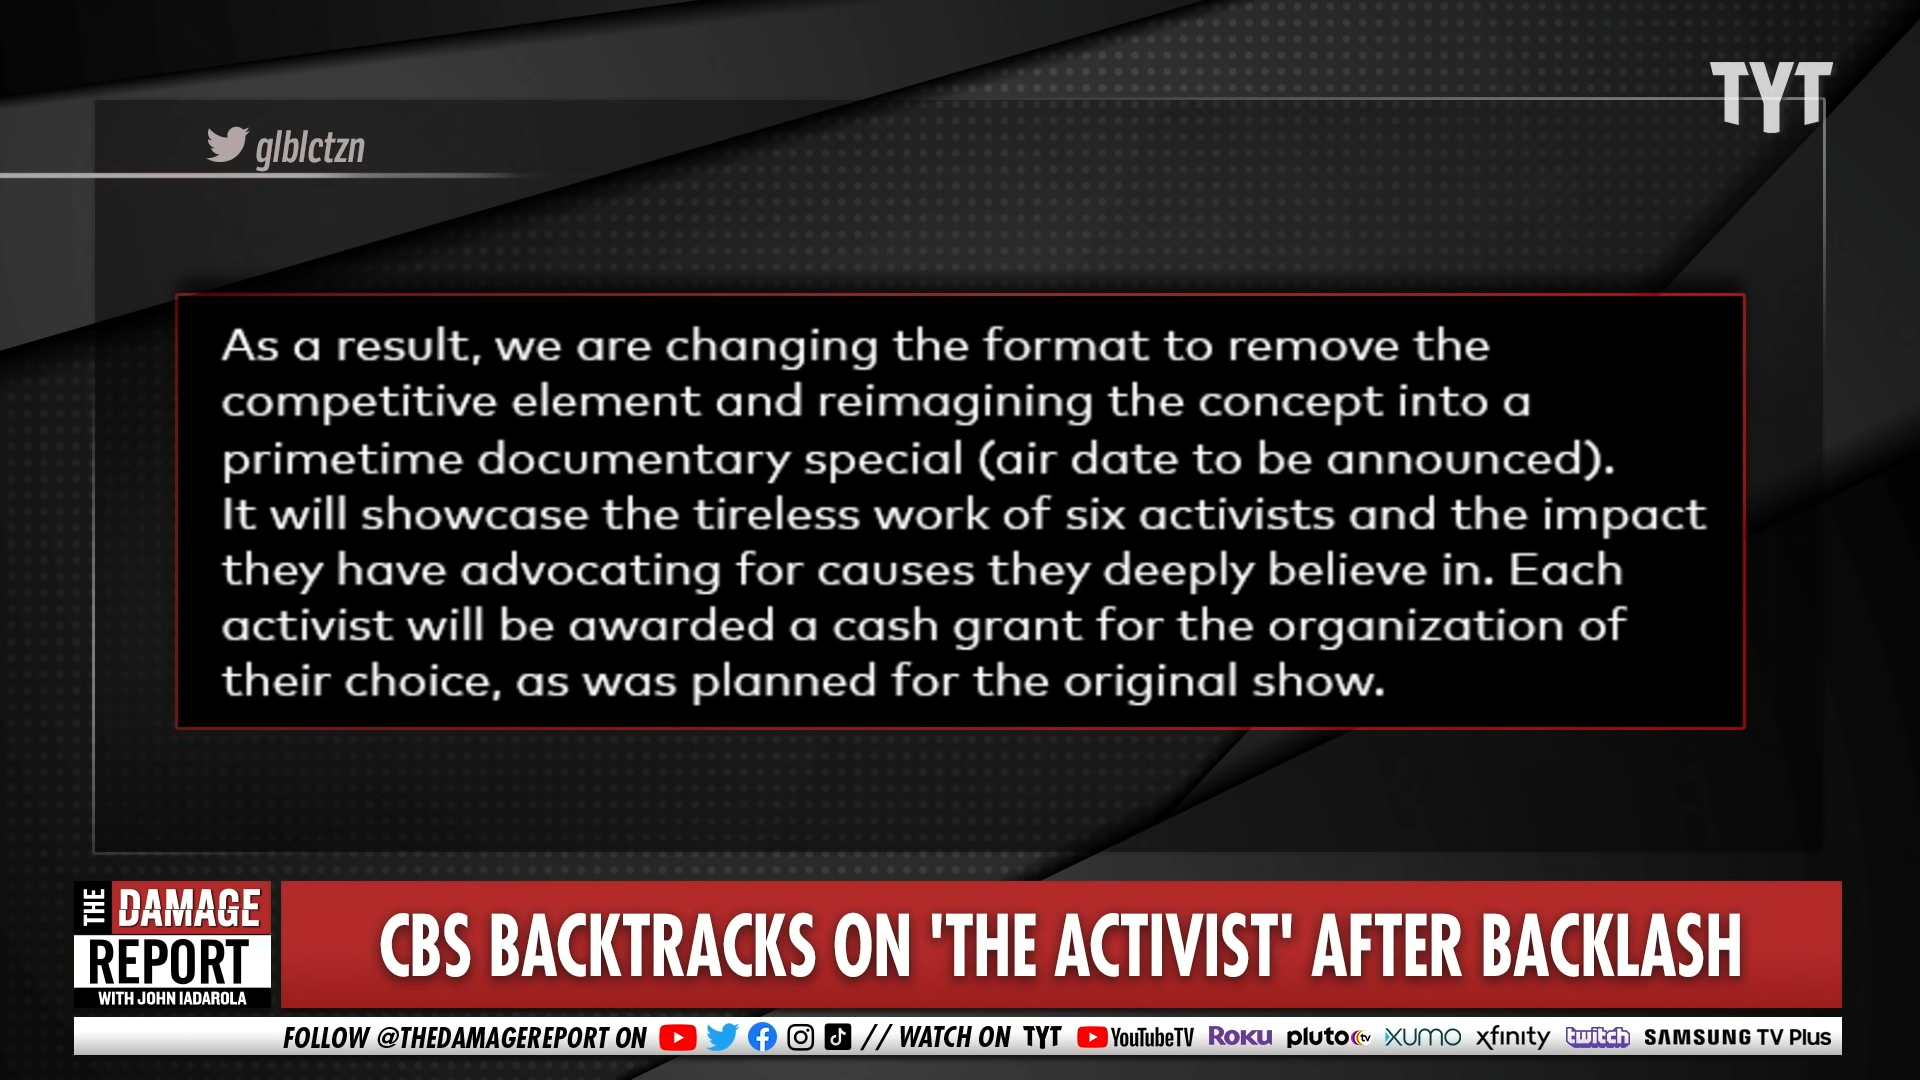 TYT
glblctzn
As a result, we are changing the format to remove the
competitive element and reimagining the concept into a
primetime documentary special (air date to be announced).
It will showcase the tireless work of six activists and the impact
they have advocating for causes they deeply believe in. Each
activist will be awarded a cash grant for the organization of
their choice, as was planned for the original show.
THE DAMAGE
REPORT
WITH JOHN IADAROLA
CBS BACKTRACKS ON 'THE ACTIVIST' AFTER BACKLASH
FOLLOW @THEDAMAGEREPORT ON // WATCH ON TYT YouTubeTV ROKU pluto tv XUMO xfinity twitch SAMSUNG TV Plus